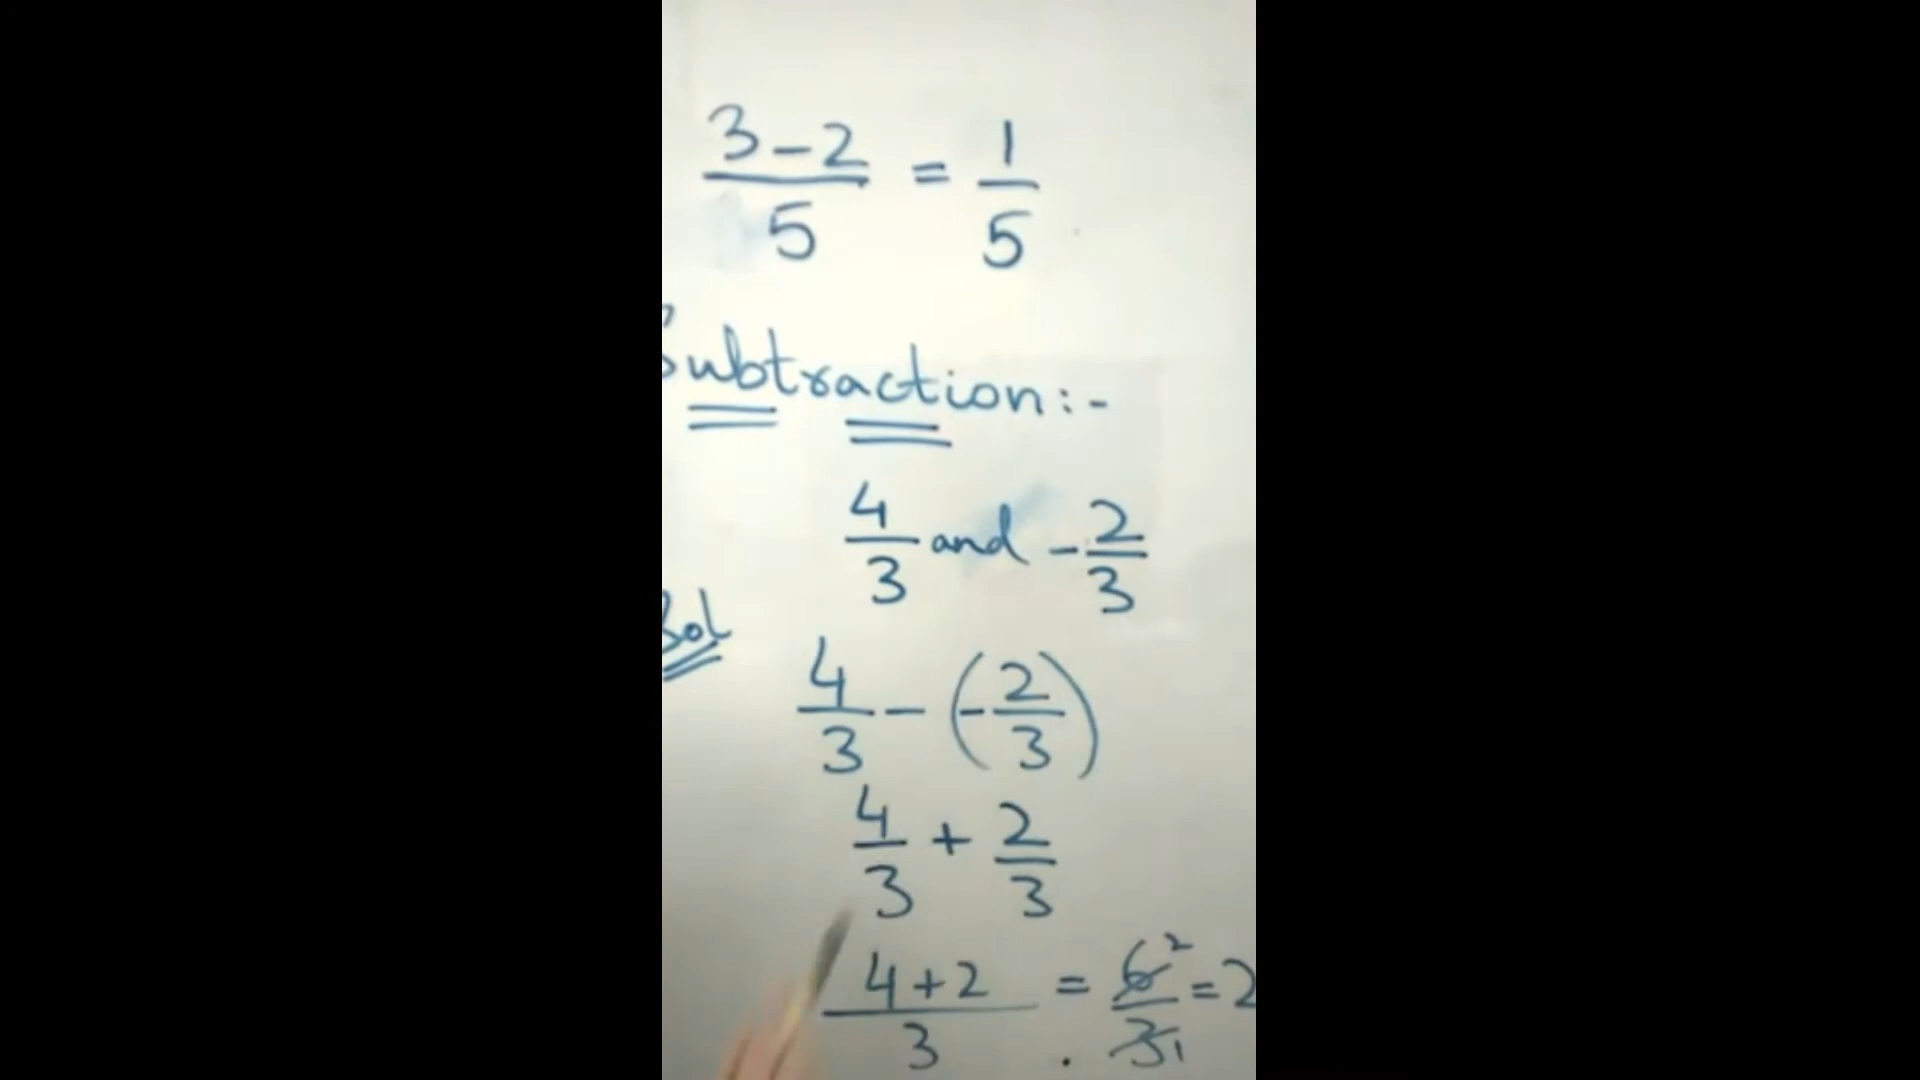 3-2/5 = 1/5
Subtraction:-
4/3 and -2/3
Sol
4/3 - (-2/3)
4/3 + 2/3
4+2/3 = 6²/3₁ = 2